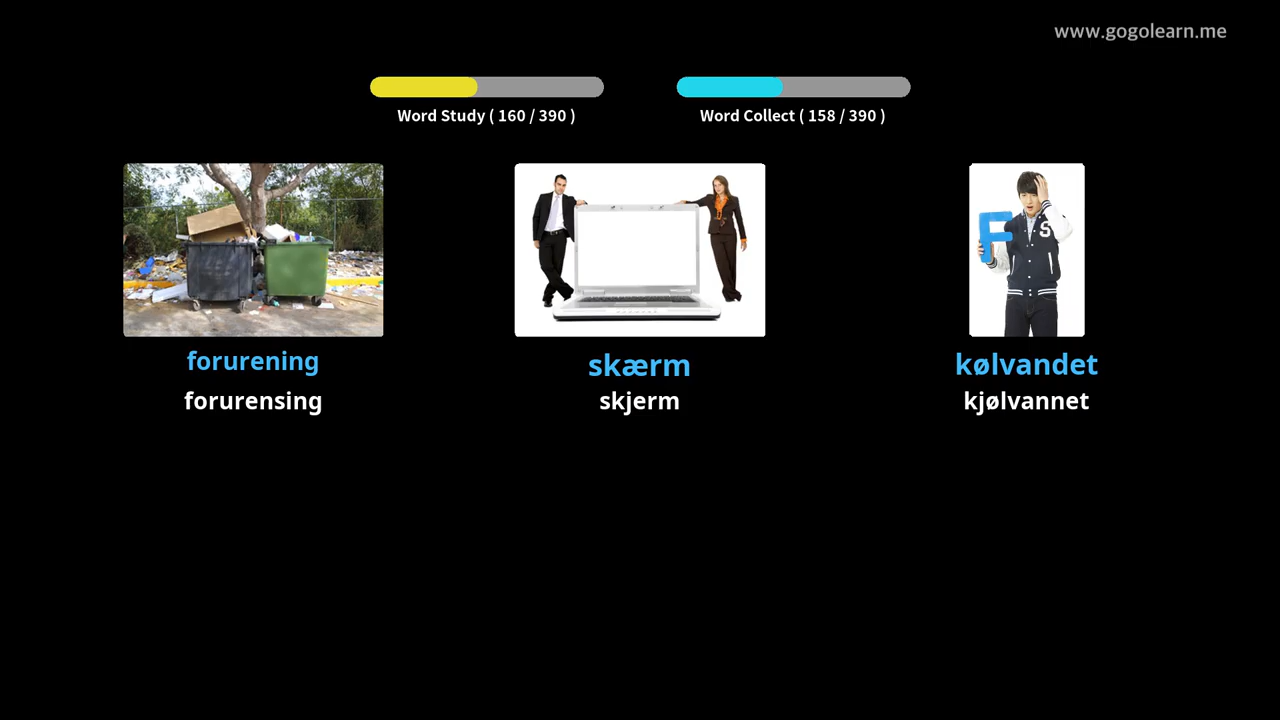 www.gogolearn.me
Word Study ( 160 / 390 )
Word Collect ( 158 / 390 )
F
S
forurening
skærm
kølvandet
forurensing
skjerm
kjølvannet